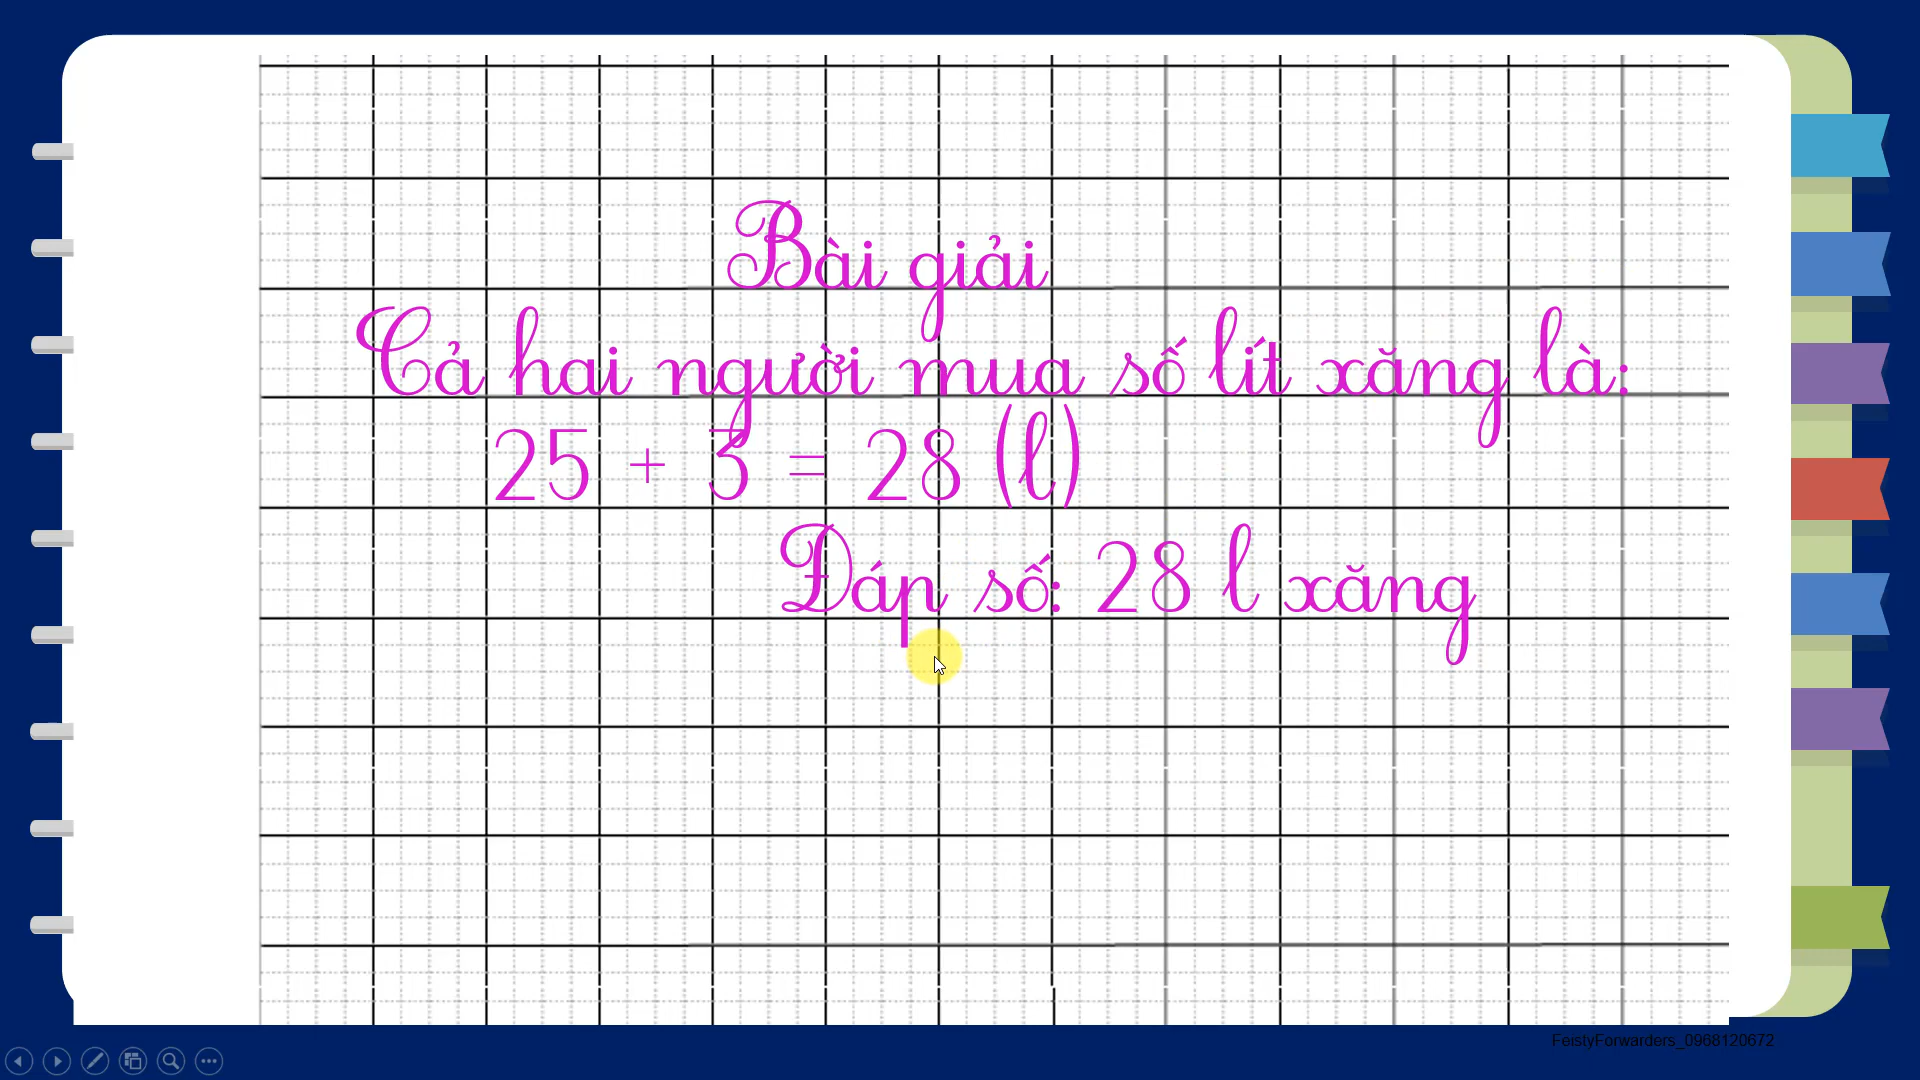 Bài giải
Cả hai người mua số lít xăng là:
25 + 3 = 28 (l)
Đáp số: 28 l xăng
FeistyForwarders_0968120672